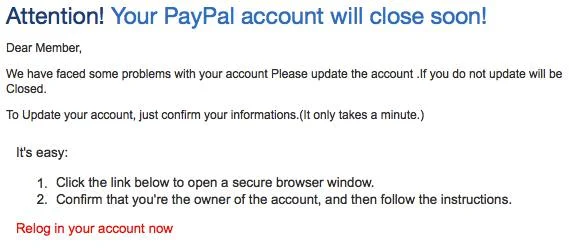 Attention! Your PayPal account will close soon!
Dear Member,
We have faced some problems with your account Please update the account .If you do not update will be
Closed.
To Update your account, just confirm your informations.(It only takes a minute.)
It's easy:
1. Click the link below to open a secure browser window.
2. Confirm that you're the owner of the account, and then follow the instructions.
Relog in your account now